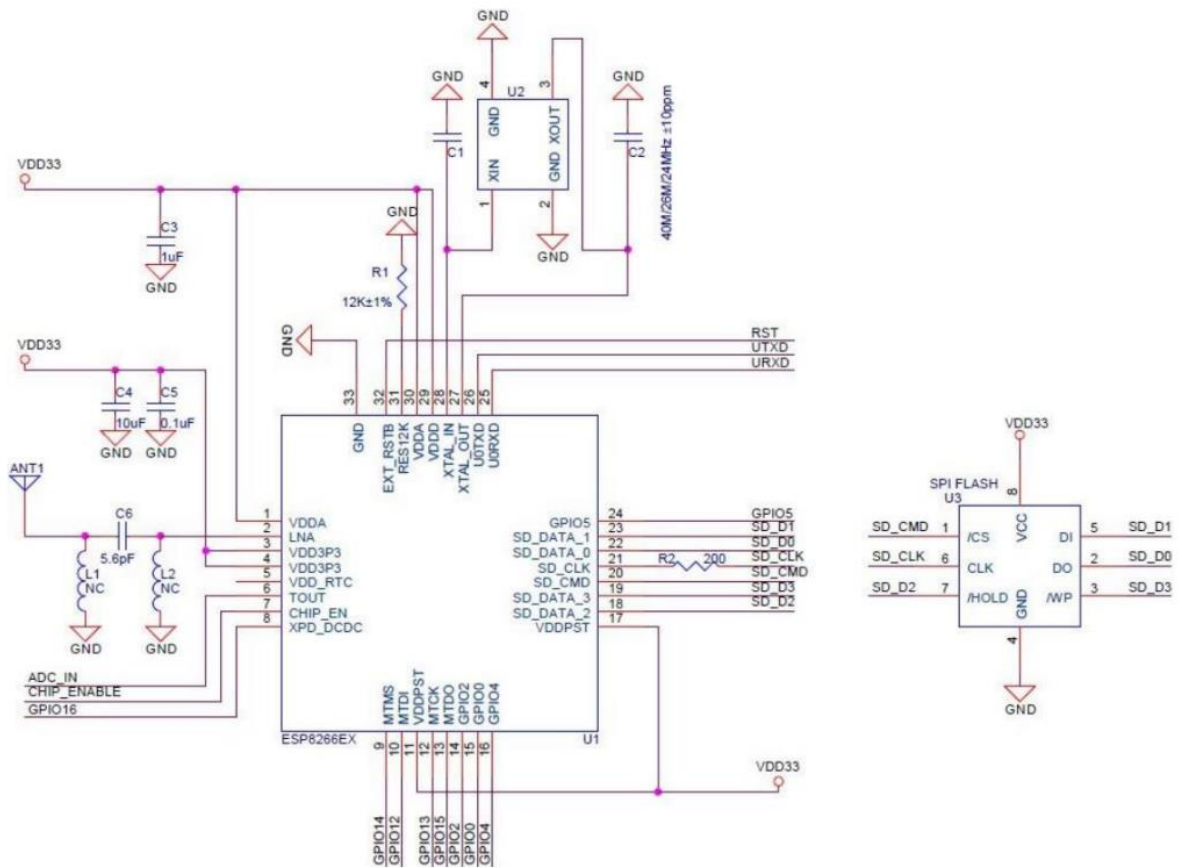 GND
GND
4
3
GND
U2
GND
XOUT
GND
XIN
C1
C2
40M/26M/24MHz ±10ppm
VDD33
1
2
GND
C3
1uF
GND
GND
R1
12K±1%
GND
RST
UTXD
URXD
VDD33
C4
10uF
GND
C5
0.1uF
GND
33
32
31
30
29
28
27
26
25
GND
EXT_RSTB
RES12K
VDDA
VDDD
XTAL_IN
XTAL_OUT
U0TXD
U0RXD
ANT1
C6
5.6pF
L1
NC
GND
L2
NC
GND
1 VDDA
2 LNA
3 VDD3P3
4 VDD3P3
5 VDD_RTC
6 TOUT
7 CHIP_EN
8 XPD_DCDC
GPIO5 24 GPIO5
SD_DATA_1 23 SD_D1
SD_DATA_0 22 SD_D0
SD_CLK 21 R2 200 SD_CLK
SD_CMD 20 SD_CMD
SD_DATA_3 19 SD_D3
SD_DATA_2 18 SD_D2
VDDPST 17
ADC_IN
CHIP_ENABLE
GPIO16
MTMS
MTDI
VDDPST
MTCK
MTDO
GPIO2
GPIO0
GPIO4
ESP8266EX
U1
9
10
11
12
13
14
15
16
GPIO14
GPIO12
GPIO13
GPIO15
GPIO2
GPIO0
GPIO4
VDD33
VDD33
SPI FLASH
U3
8
VCC
SD_CMD 1 /CS
SD_CLK 6 CLK
SD_D2 7 /HOLD
DI 5 SD_D1
DO 2 SD_D0
/WP 3 SD_D3
GND
4
GND